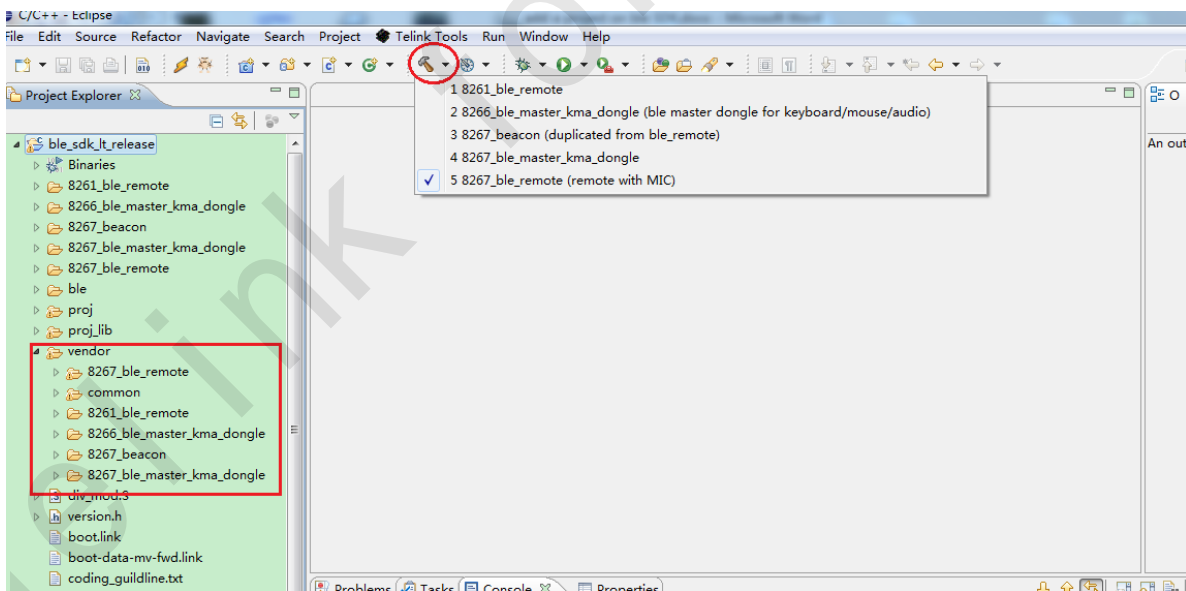 C/C++ - Eclipse
File Edit Source Refactor Navigate Search Project Telink Tools Run Window Help
1 8261_ble_remote
2 8266_ble_master_kma_dongle (ble master dongle for keyboard/mouse/audio)
3 8267_beacon (duplicated from ble_remote)
4 8267_ble_master_kma_dongle
5 8267_ble_remote (remote with MIC)
Project Explorer
O
An out
ble_sdk_lt_release
Binaries
8261_ble_remote
8266_ble_master_kma_dongle
8267_beacon
8267_ble_master_kma_dongle
8267_ble_remote
ble
proj
proj_lib
vendor
8267_ble_remote
common
8261_ble_remote
8266_ble_master_kma_dongle
8267_beacon
8267_ble_master_kma_dongle
div_mod.S
version.h
boot.link
boot-data-mv-fwd.link
coding_guildline.txt
Problems Tasks Console Properties